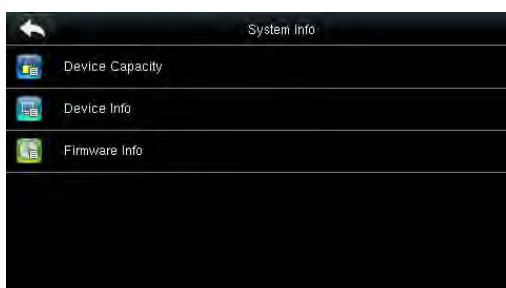 System Info
Device Capacity
Device Info
Firmware Info